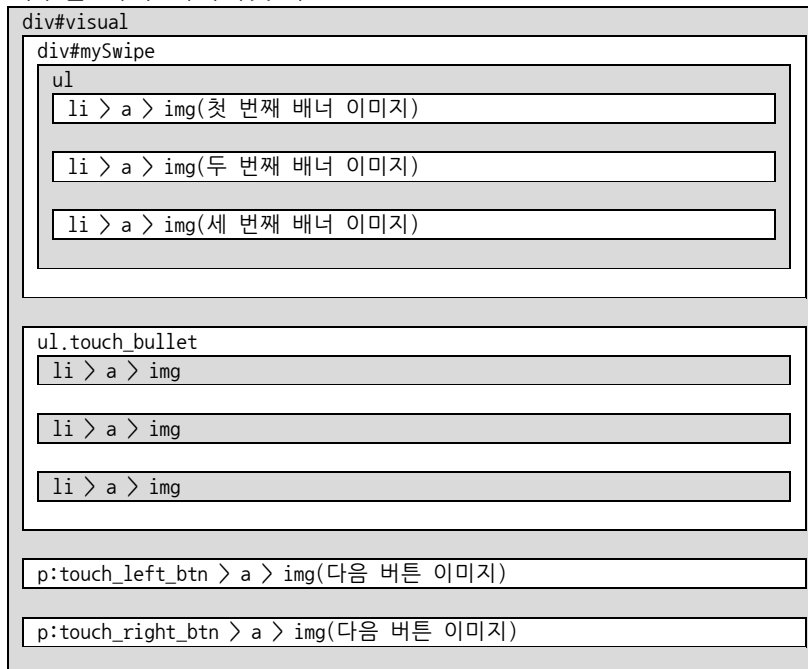 div#visual
div#mySwipe
ul
li > a > img(첫 번째 배너 이미지)
li > a > img(두 번째 배너 이미지)
li > a > img(세 번째 배너 이미지)
ul.touch_bullet
li > a > img
li > a > img
li > a > img
p:touch_left_btn > a > img(다음 버튼 이미지)
p:touch_right_btn > a > img(다음 버튼 이미지)